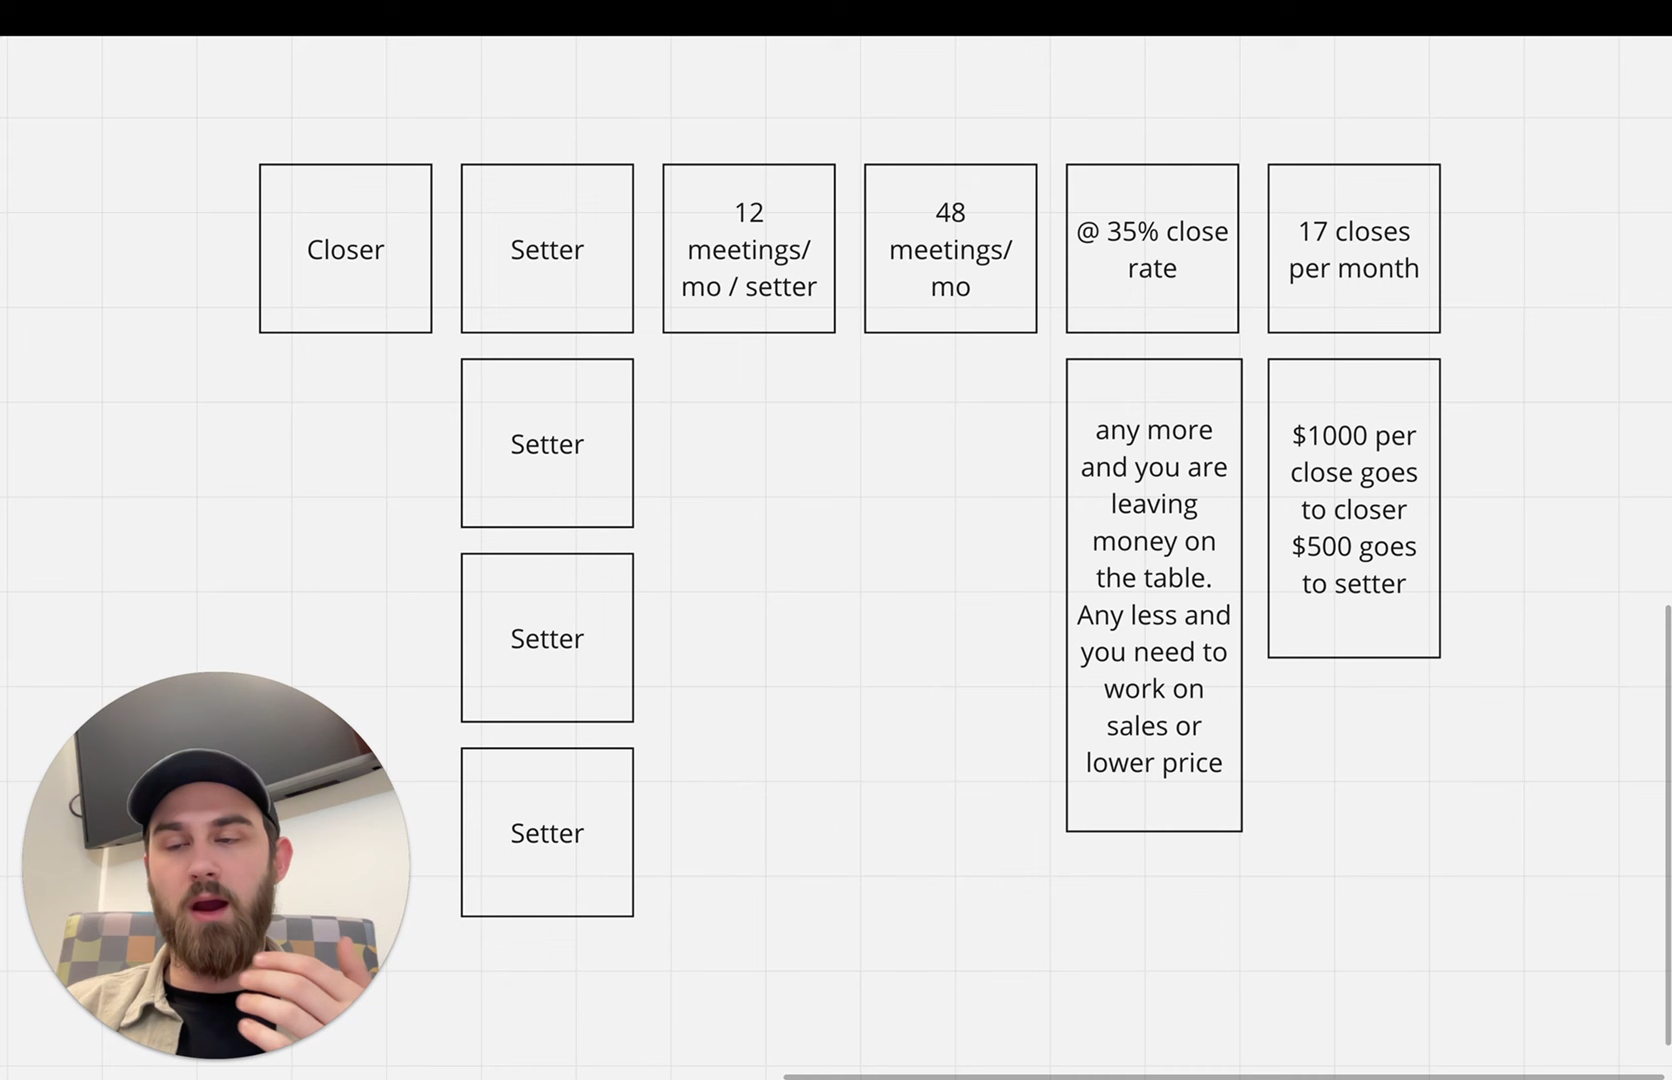 Closer
Setter
12
meetings/
mo / setter
48
meetings/
mo
@ 35% close
rate
17 closes
per month
Setter
any more
and you are
leaving
money on
the table.
Any less and
you need to
work on
sales or
lower price
$1000 per
close goes
to closer
$500 goes
to setter
Setter
Setter